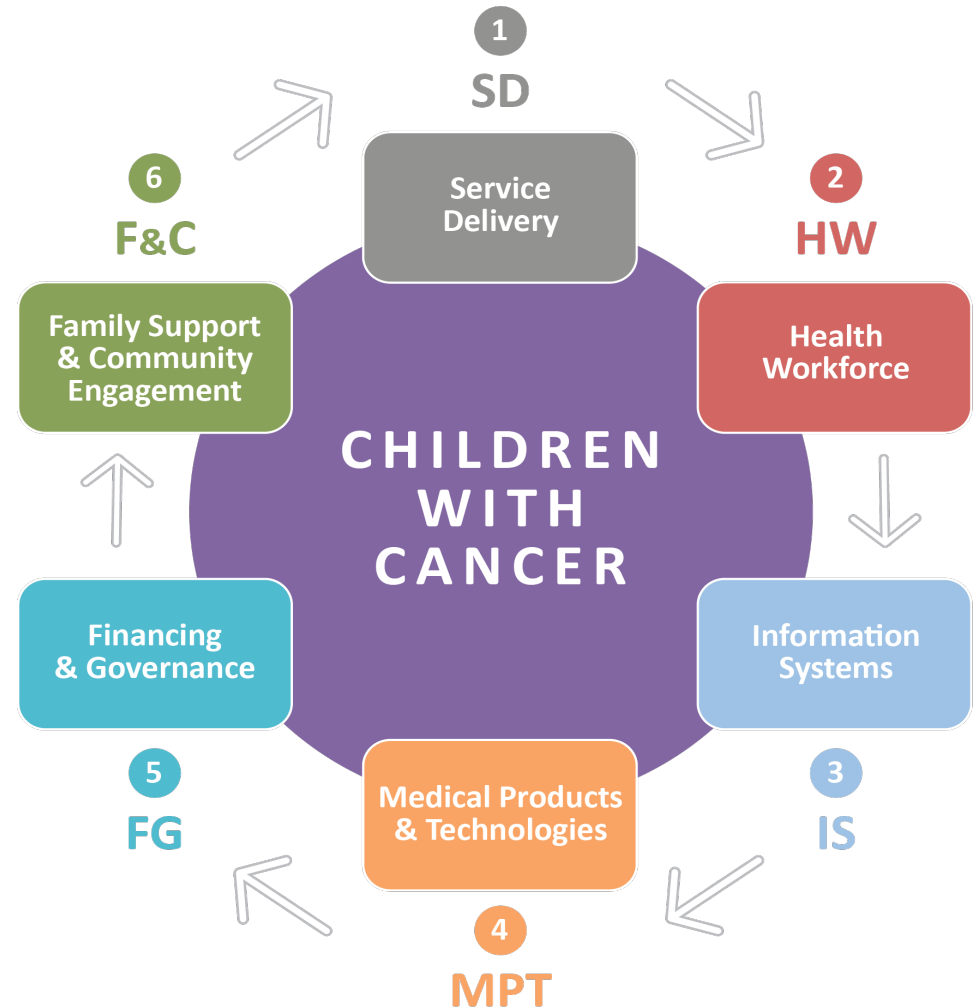 1
SD
Service
Delivery
2
HW
Health
Workforce
3
IS
Information
Systems
4
MPT
Medical Products
& Technologies
5
FG
Financing
& Governance
6
F&C
Family Support
& Community
Engagement
CHILDREN
WITH
CANCER